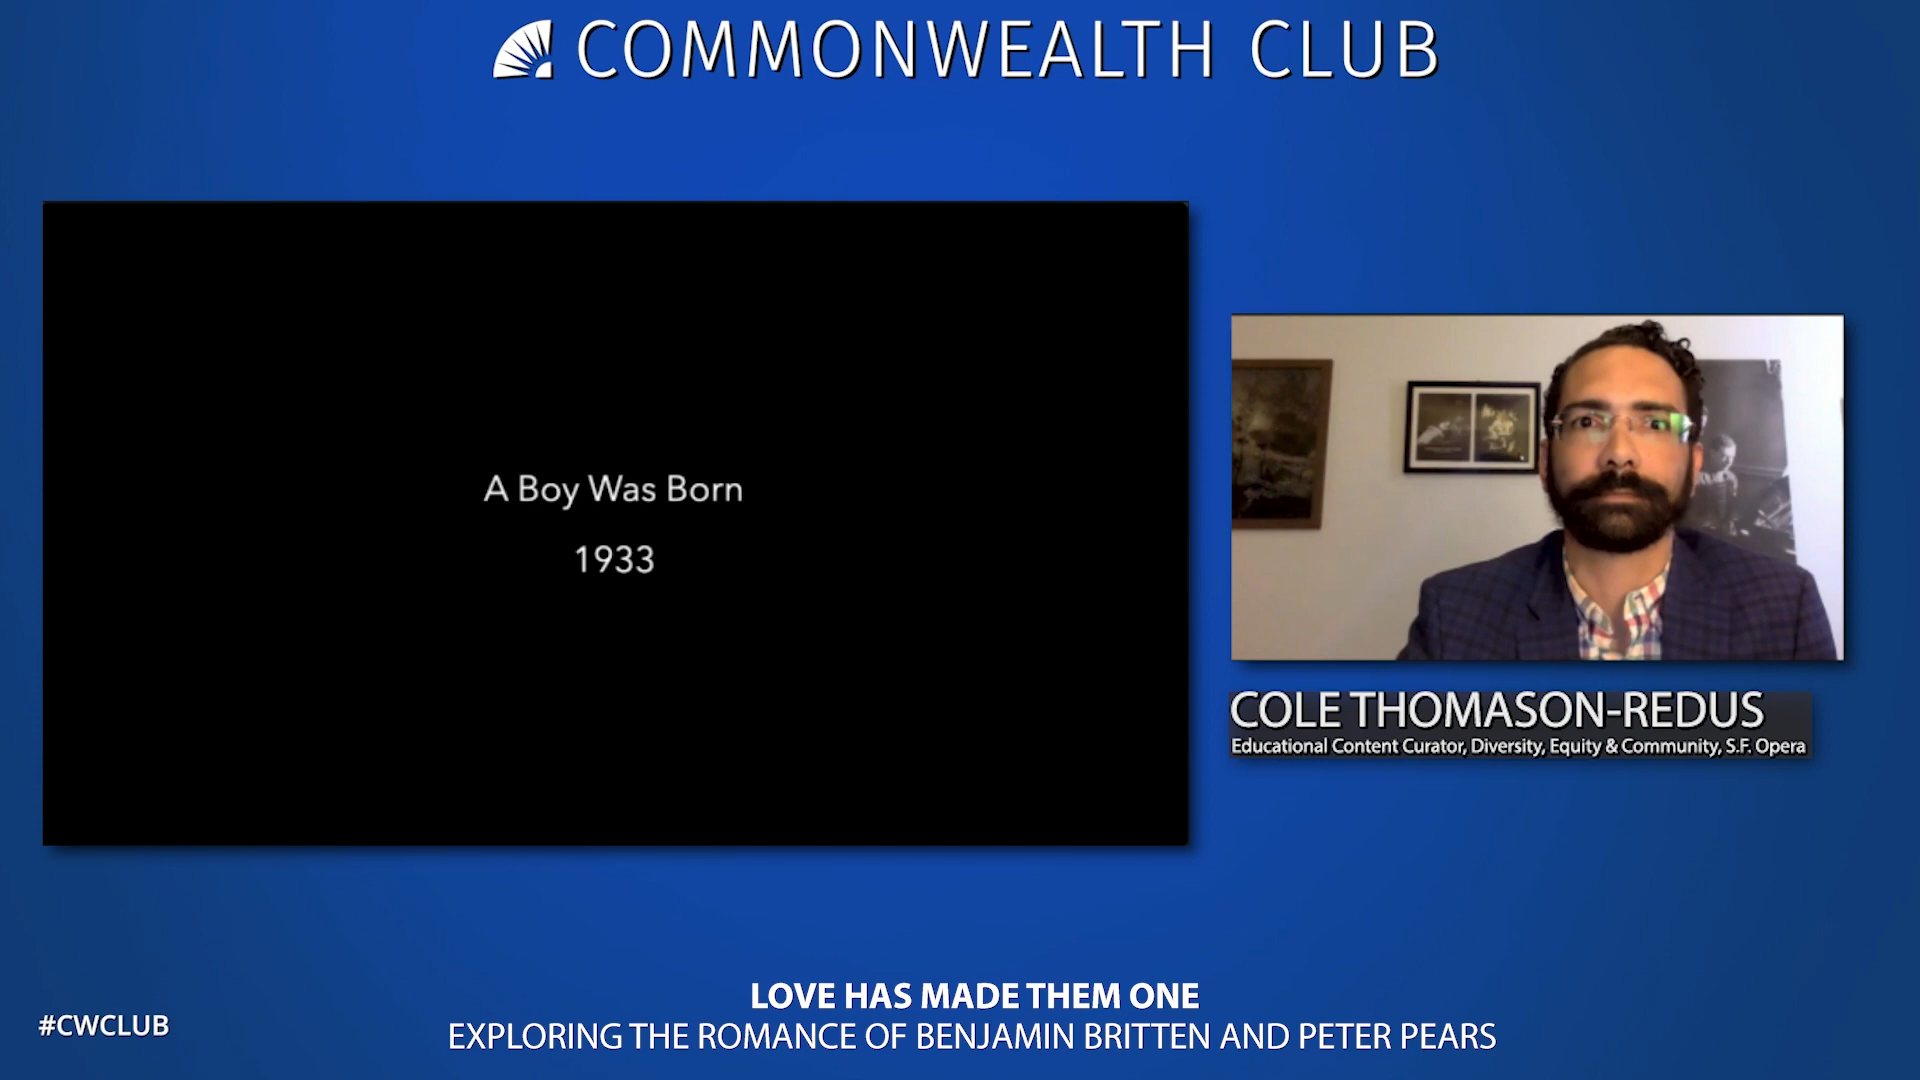 COMMONWEALTH CLUB
A Boy Was Born
1933
COLE THOMASON-REDUS
Educational Content Curator, Diversity, Equity & Community, S.F. Opera
LOVE HAS MADE THEM ONE
#CWCLUB
EXPLORING THE ROMANCE OF BENJAMIN BRITTEN AND PETER PEARS